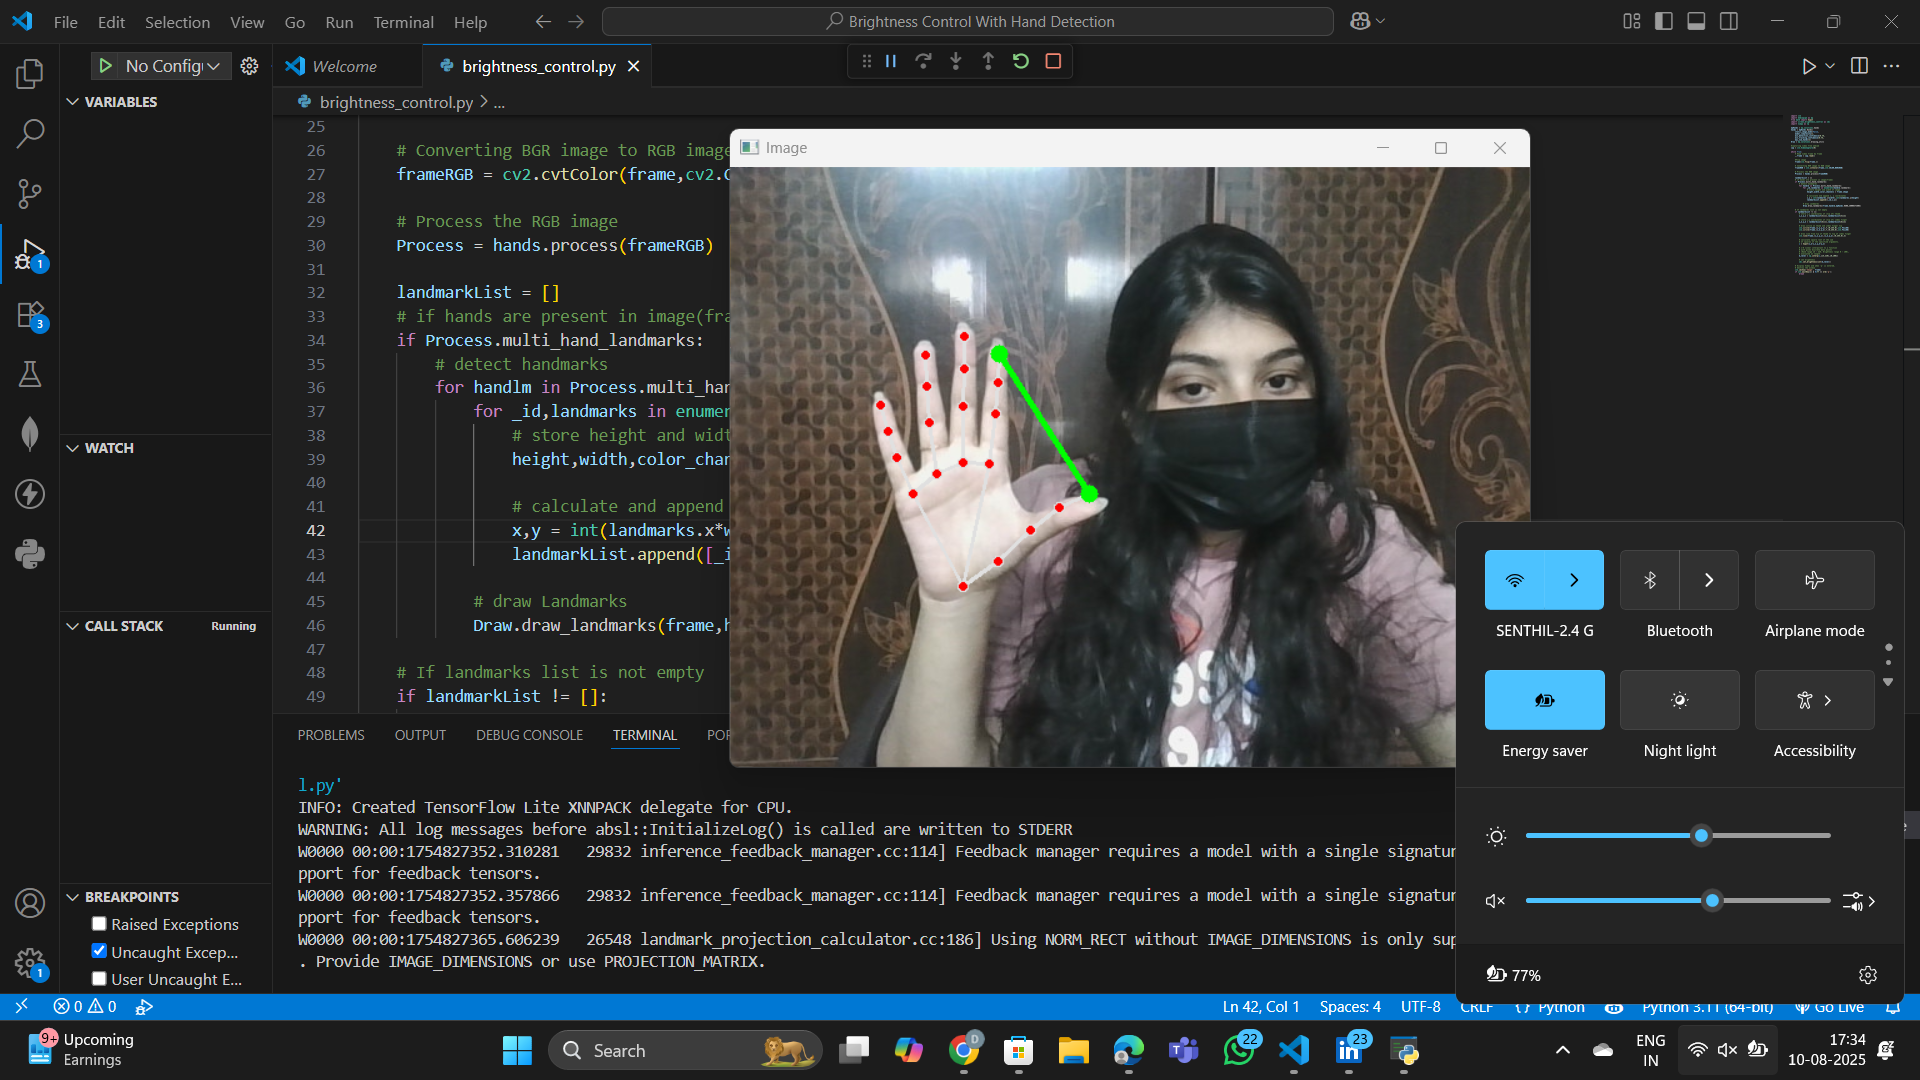 File Edit Selection View Go Run Terminal Help
Brightness Control With Hand Detection
No Config
Welcome
brightness_control.py
brightness_control.py > ...
VARIABLES
WATCH
CALL STACK
Running
BREAKPOINTS
Raised Exceptions
Uncaught Excep...
User Uncaught E...
1
3
1
25
26 # Converting BGR image to RGB image
27 frameRGB = cv2.cvtColor(frame,cv2.
28
29 # Process the RGB image
30 Process = hands.process(frameRGB)
31
32 landmarkList = []
33 # if hands are present in image(fra
34 if Process.multi_hand_landmarks:
35 # detect handmarks
36 for handlm in Process.multi_han
37 for _id,landmarks in enumer
38 # store height and widt
39 height,width,color_chan
40
41 # calculate and append
42 x,y = int(landmarks.x*w
43 landmarkList.append([_i
44
45 # draw Landmarks
46 Draw.draw_landmarks(frame,h
47
48 # If landmarks list is not empty
49 if landmarkList != []:
Image
PROBLEMS OUTPUT DEBUG CONSOLE TERMINAL PO
l.py'
INFO: Created TensorFlow Lite XNNPACK delegate for CPU.
WARNING: All log messages before absl::InitializeLog() is called are written to STDERR
W0000 00:00:1754827352.310281 29832 inference_feedback_manager.cc:114] Feedback manager requires a model with a single signatur
pport for feedback tensors.
W0000 00:00:1754827352.357866 29832 inference_feedback_manager.cc:114] Feedback manager requires a model with a single signatur
pport for feedback tensors.
W0000 00:00:1754827365.606239 26548 landmark_projection_calculator.cc:186] Using NORM_RECT without IMAGE_DIMENSIONS is only sup
. Provide IMAGE_DIMENSIONS or use PROJECTION_MATRIX.
SENTHIL-2.4 G Bluetooth Airplane mode
Energy saver Night light Accessibility
77%
0 0
Ln 42, Col 1 Spaces: 4 UTF-8 CRLF {} Python Python 3.11 (64-bit) Go Live
9+
Upcoming
Earnings
Search
D
22
23
ENG
IN
17:34
10-08-2025